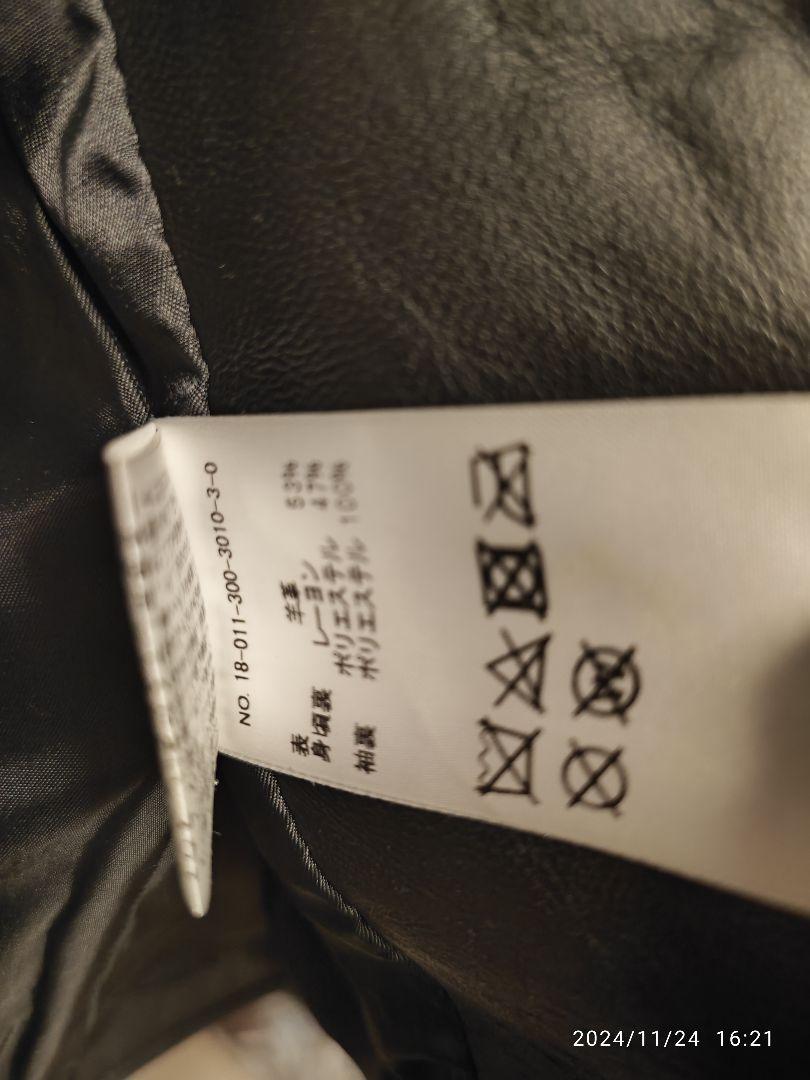 NO. 18-011-300-3010-3-0
表 羊革
身頃裏 レーヨン 53%
ポリエステル 47%
袖裏 ポリエステル 100%
2024/11/24 16:21